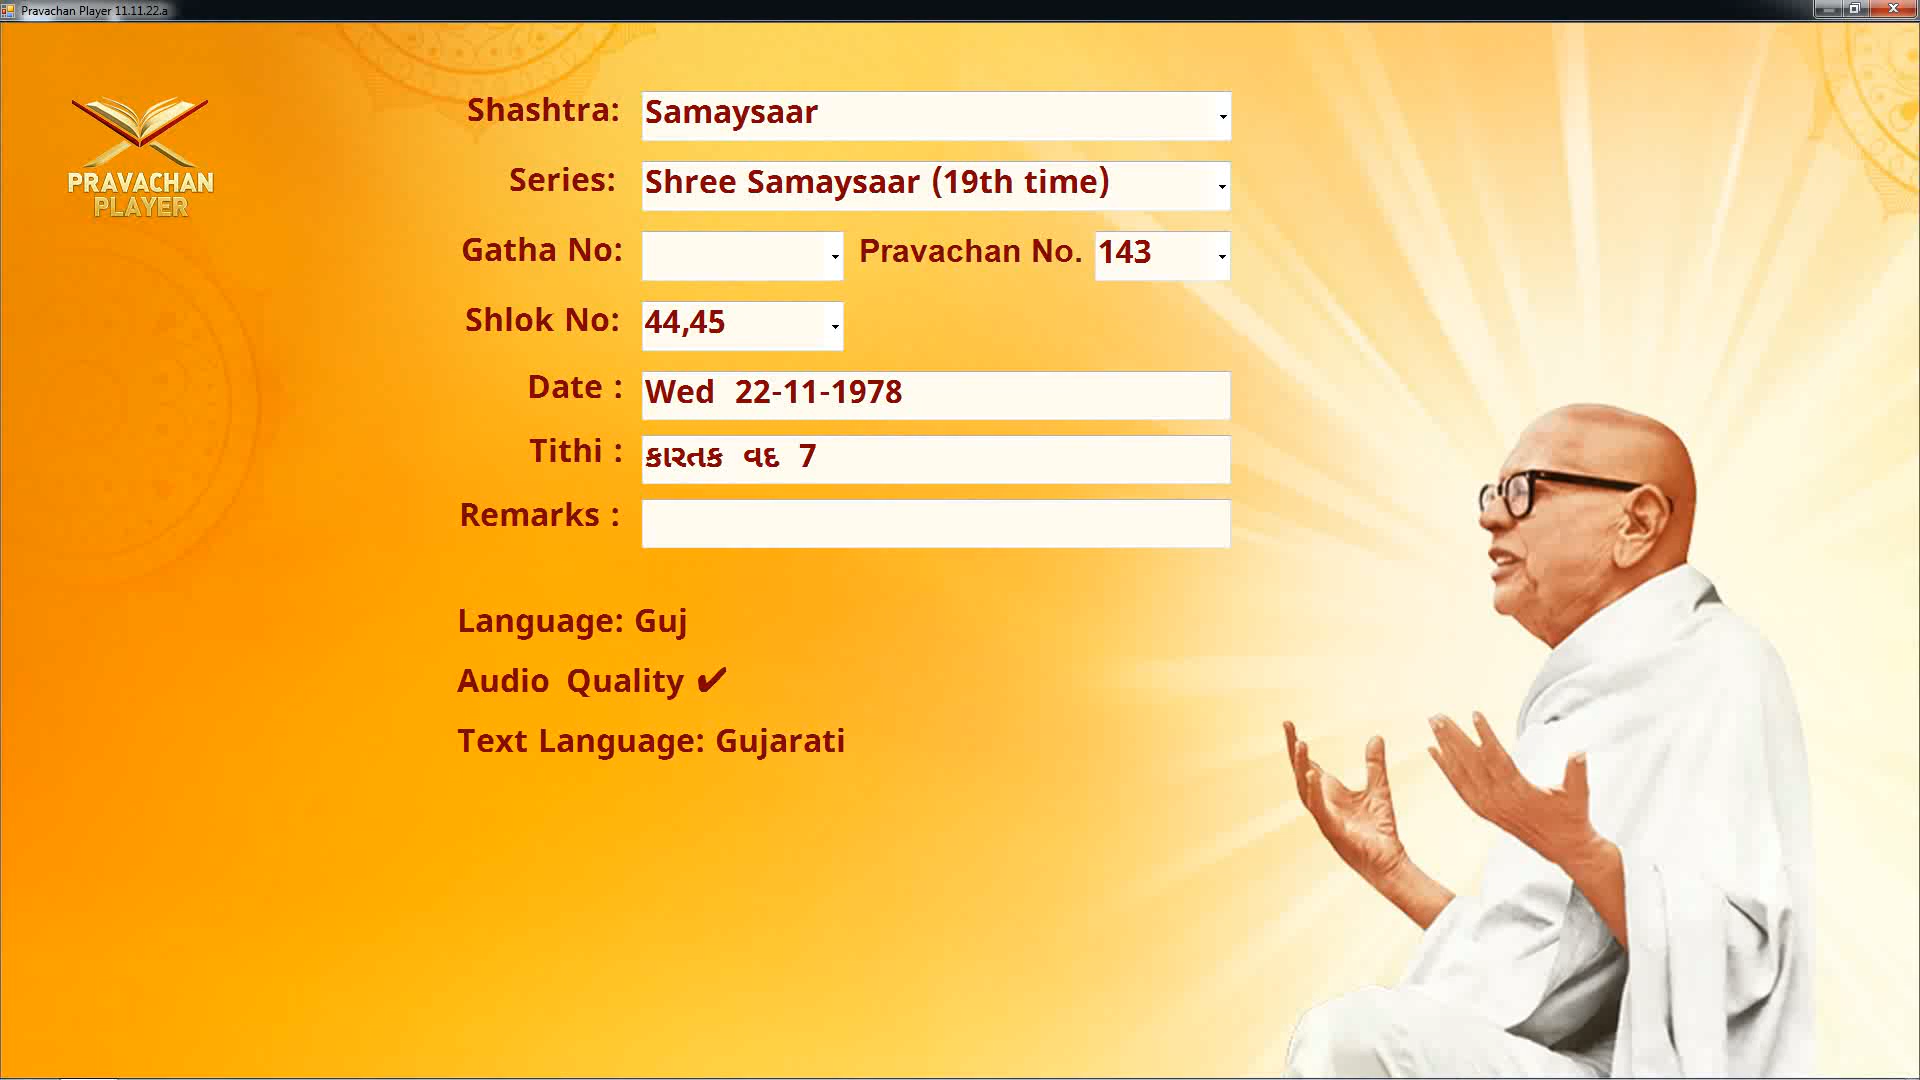 Pravachan Player 11.11.22.a
PRAVACHAN
PLAYER
Shashtra: Samaysaar
Series: Shree Samaysaar (19th time)
Gatha No: Pravachan No. 143
Shlok No: 44,45
Date : Wed 22-11-1978
Tithi : કારતક વદ 7
Remarks :
Language: Guj
Audio Quality ✔
Text Language: Gujarati